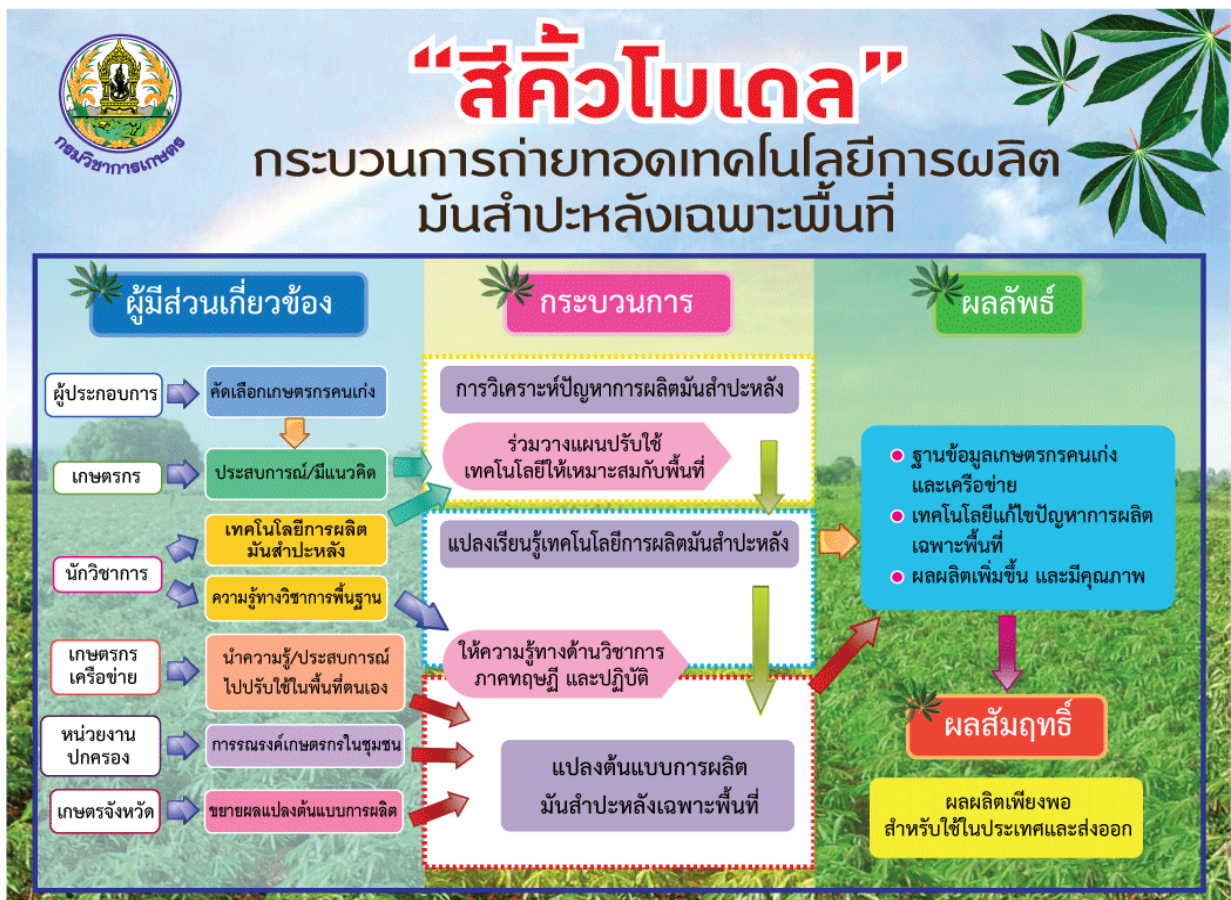 กรมวิชาการเกษตร
“สีคิ้วโมเดล”
กระบวนการถ่ายทอดเทคโนโลยีการผลิต
มันสำปะหลังเฉพาะพื้นที่
ผู้มีส่วนเกี่ยวข้อง
ผู้ประกอบการ
คัดเลือกเกษตรกรคนเก่ง
เกษตรกร
ประสบการณ์/มีแนวคิด
นักวิชาการ
เทคโนโลยีการผลิต
มันสำปะหลัง
ความรู้ทางวิชาการพื้นฐาน
เกษตรกร
เครือข่าย
นำความรู้/ประสบการณ์
ไปปรับใช้ในพื้นที่ตนเอง
หน่วยงาน
ปกครอง
การรณรงค์เกษตรกรในชุมชน
เกษตรจังหวัด
ขยายผลแปลงต้นแบบการผลิต
กระบวนการ
การวิเคราะห์ปัญหาการผลิตมันสำปะหลัง
ร่วมวางแผนปรับใช้
เทคโนโลยีให้เหมาะสมกับพื้นที่
แปลงเรียนรู้เทคโนโลยีการผลิตมันสำปะหลัง
ให้ความรู้ทางด้านวิชาการ
ภาคทฤษฎี และปฏิบัติ
แปลงต้นแบบการผลิต
มันสำปะหลังเฉพาะพื้นที่
ผลลัพธ์
● ฐานข้อมูลเกษตรกรคนเก่ง
และเครือข่าย
● เทคโนโลยีแก้ไขปัญหาการผลิต
เฉพาะพื้นที่
● ผลผลิตเพิ่มขึ้น และมีคุณภาพ
ผลสัมฤทธิ์
ผลผลิตเพียงพอ
สำหรับใช้ในประเทศและส่งออก